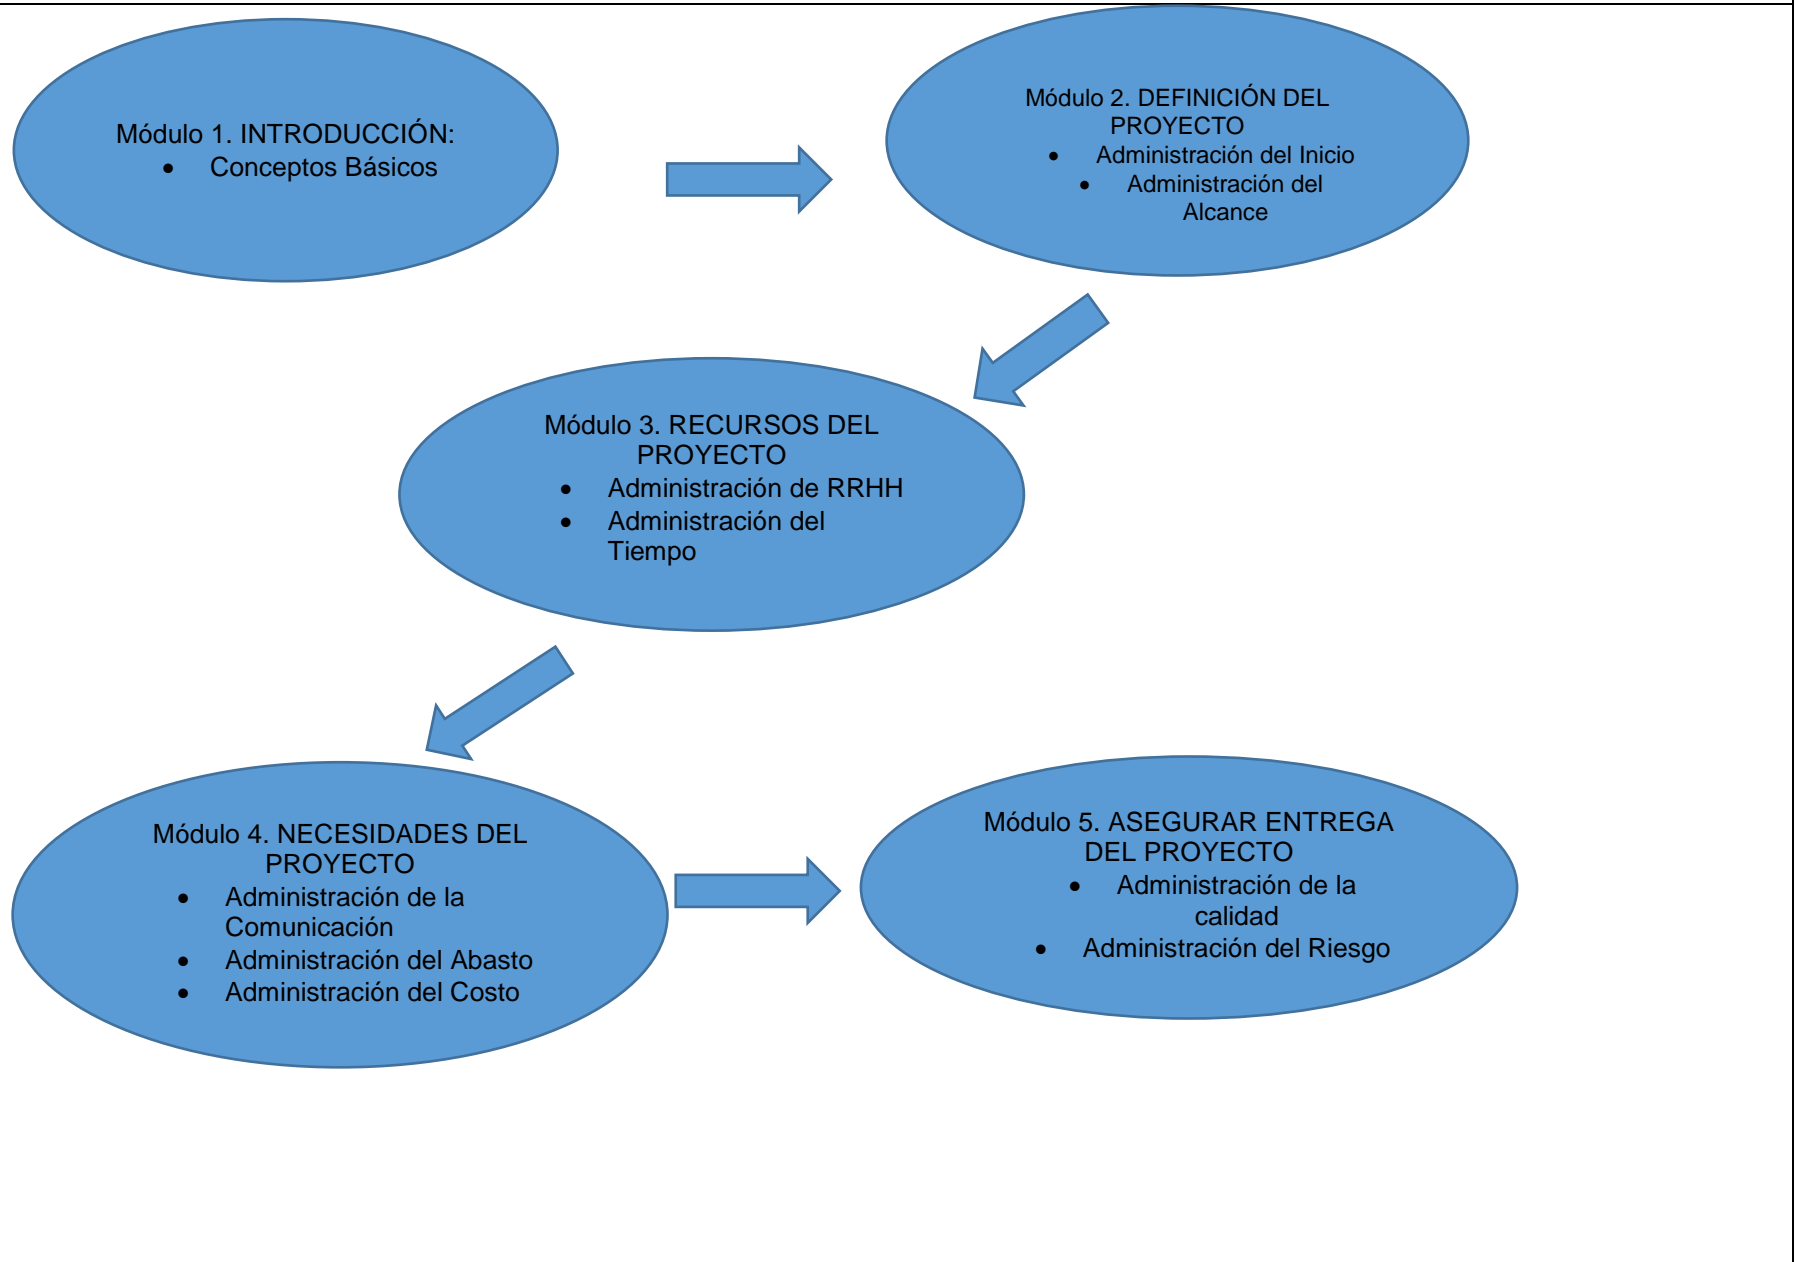 Módulo 1. INTRODUCCIÓN:
• Conceptos Básicos
Módulo 2. DEFINICIÓN DEL
PROYECTO
• Administración del Inicio
• Administración del
Alcance
Módulo 3. RECURSOS DEL
PROYECTO
• Administración de RRHH
• Administración del
Tiempo
Módulo 4. NECESIDADES DEL
PROYECTO
• Administración de la
Comunicación
• Administración del Abasto
• Administración del Costo
Módulo 5. ASEGURAR ENTREGA
DEL PROYECTO
• Administración de la
calidad
• Administración del Riesgo